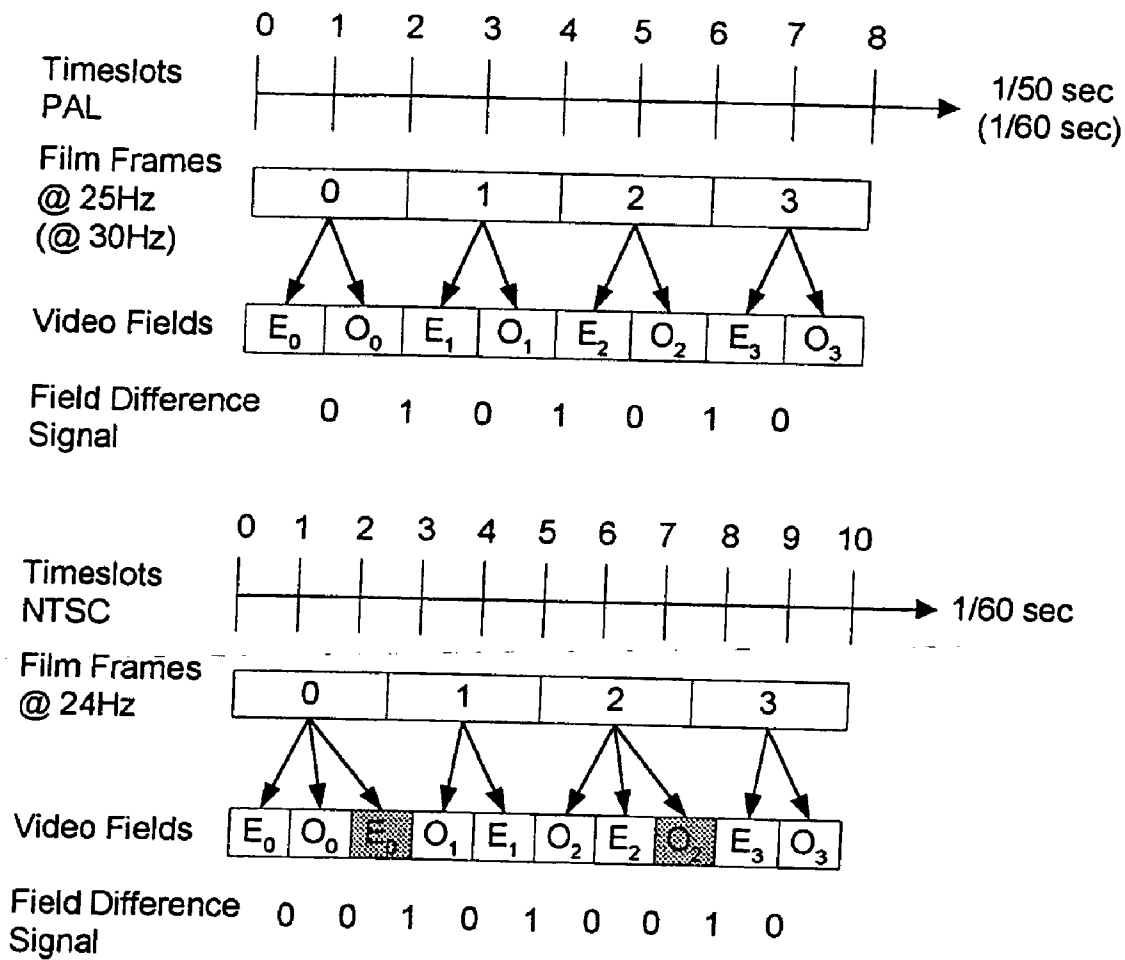 0 1 2 3 4 5 6 7 8
Timeslots
PAL
1/50 sec
(1/60 sec)
Film Frames
@ 25Hz
(@ 30Hz)
0 1 2 3
Video Fields
E₀ O₀ E₁ O₁ E₂ O₂ E₃ O₃
Field Difference
Signal
0 1 0 1 0 1 0
0 1 2 3 4 5 6 7 8 9 10
Timeslots
NTSC
1/60 sec
Film Frames
@ 24Hz
0 1 2 3
Video Fields
E₀ O₀ E₀ O₁ E₁ O₂ E₂ O₂ E₃ O₃
Field Difference
Signal
0 0 1 0 1 0 0 1 0